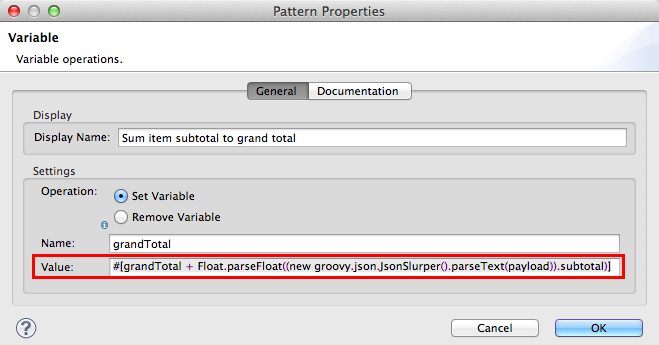 Pattern Properties
Variable
Variable operations.
General Documentation
Display
Display Name: Sum item subtotal to grand total
Settings
Operation: Set Variable
Remove Variable
Name: grandTotal
Value: #[grandTotal + Float.parseFloat((new groovy.json.JsonSlurper().parseText(payload)).subtotal)]
Cancel OK